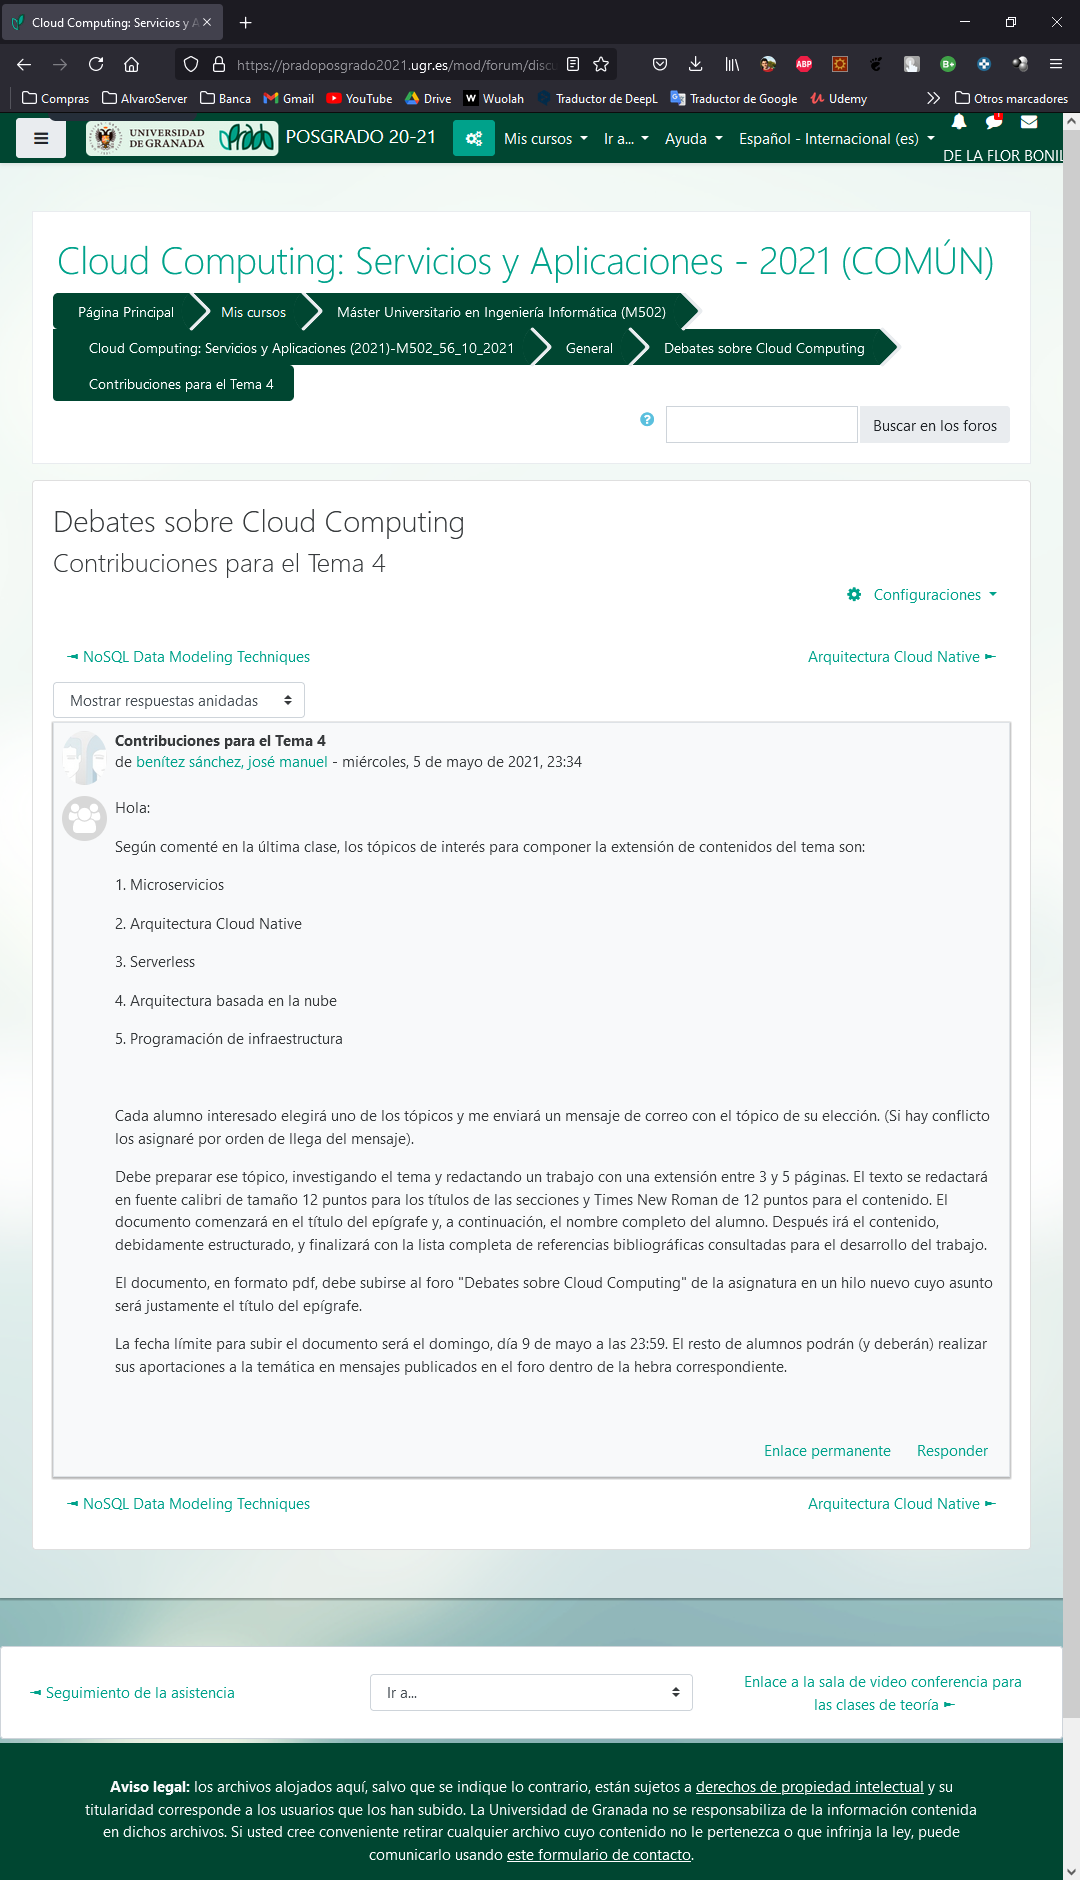 Cloud Computing: Servicios y A
https://pradoposgrado2021.ugr.es/mod/forum/discu
Compras AlvaroServer Banca Gmail YouTube Drive Wuolah Traductor de DeepL Traductor de Google Udemy Otros marcadores
UNIVERSIDAD
DE GRANADA
POSGRADO 20-21 Mis cursos Ir a... Ayuda Español - Internacional (es)
DE LA FLOR BONIL
Cloud Computing: Servicios y Aplicaciones - 2021 (COMÚN)
Página Principal Mis cursos Máster Universitario en Ingeniería Informática (M502)
Cloud Computing: Servicios y Aplicaciones (2021)-M502_56_10_2021 General Debates sobre Cloud Computing
Contribuciones para el Tema 4
Buscar en los foros
Debates sobre Cloud Computing
Contribuciones para el Tema 4
Configuraciones
◄ NoSQL Data Modeling Techniques Arquitectura Cloud Native ►
Mostrar respuestas anidadas
Contribuciones para el Tema 4
de benítez sánchez, josé manuel - miércoles, 5 de mayo de 2021, 23:34
Hola:
Según comenté en la última clase, los tópicos de interés para componer la extensión de contenidos del tema son:
1. Microservicios
2. Arquitectura Cloud Native
3. Serverless
4. Arquitectura basada en la nube
5. Programación de infraestructura
Cada alumno interesado elegirá uno de los tópicos y me enviará un mensaje de correo con el tópico de su elección. (Si hay conflicto
los asignaré por orden de llega del mensaje).
Debe preparar ese tópico, investigando el tema y redactando un trabajo con una extensión entre 3 y 5 páginas. El texto se redactará
en fuente calibri de tamaño 12 puntos para los títulos de las secciones y Times New Roman de 12 puntos para el contenido. El
documento comenzará en el título del epígrafe y, a continuación, el nombre completo del alumno. Después irá el contenido,
debidamente estructurado, y finalizará con la lista completa de referencias bibliográficas consultadas para el desarrollo del trabajo.
El documento, en formato pdf, debe subirse al foro "Debates sobre Cloud Computing" de la asignatura en un hilo nuevo cuyo asunto
será justamente el título del epígrafe.
La fecha límite para subir el documento será el domingo, día 9 de mayo a las 23:59. El resto de alumnos podrán (y deberán) realizar
sus aportaciones a la temática en mensajes publicados en el foro dentro de la hebra correspondiente.
Enlace permanente Responder
◄ NoSQL Data Modeling Techniques Arquitectura Cloud Native ►
◄ Seguimiento de la asistencia
Ir a...
Enlace a la sala de video conferencia para
las clases de teoría ►
Aviso legal: los archivos alojados aquí, salvo que se indique lo contrario, están sujetos a derechos de propiedad intelectual y su
titularidad corresponde a los usuarios que los han subido. La Universidad de Granada no se responsabiliza de la información contenida
en dichos archivos. Si usted cree conveniente retirar cualquier archivo cuyo contenido no le pertenezca o que infrinja la ley, puede
comunicarlo usando este formulario de contacto.